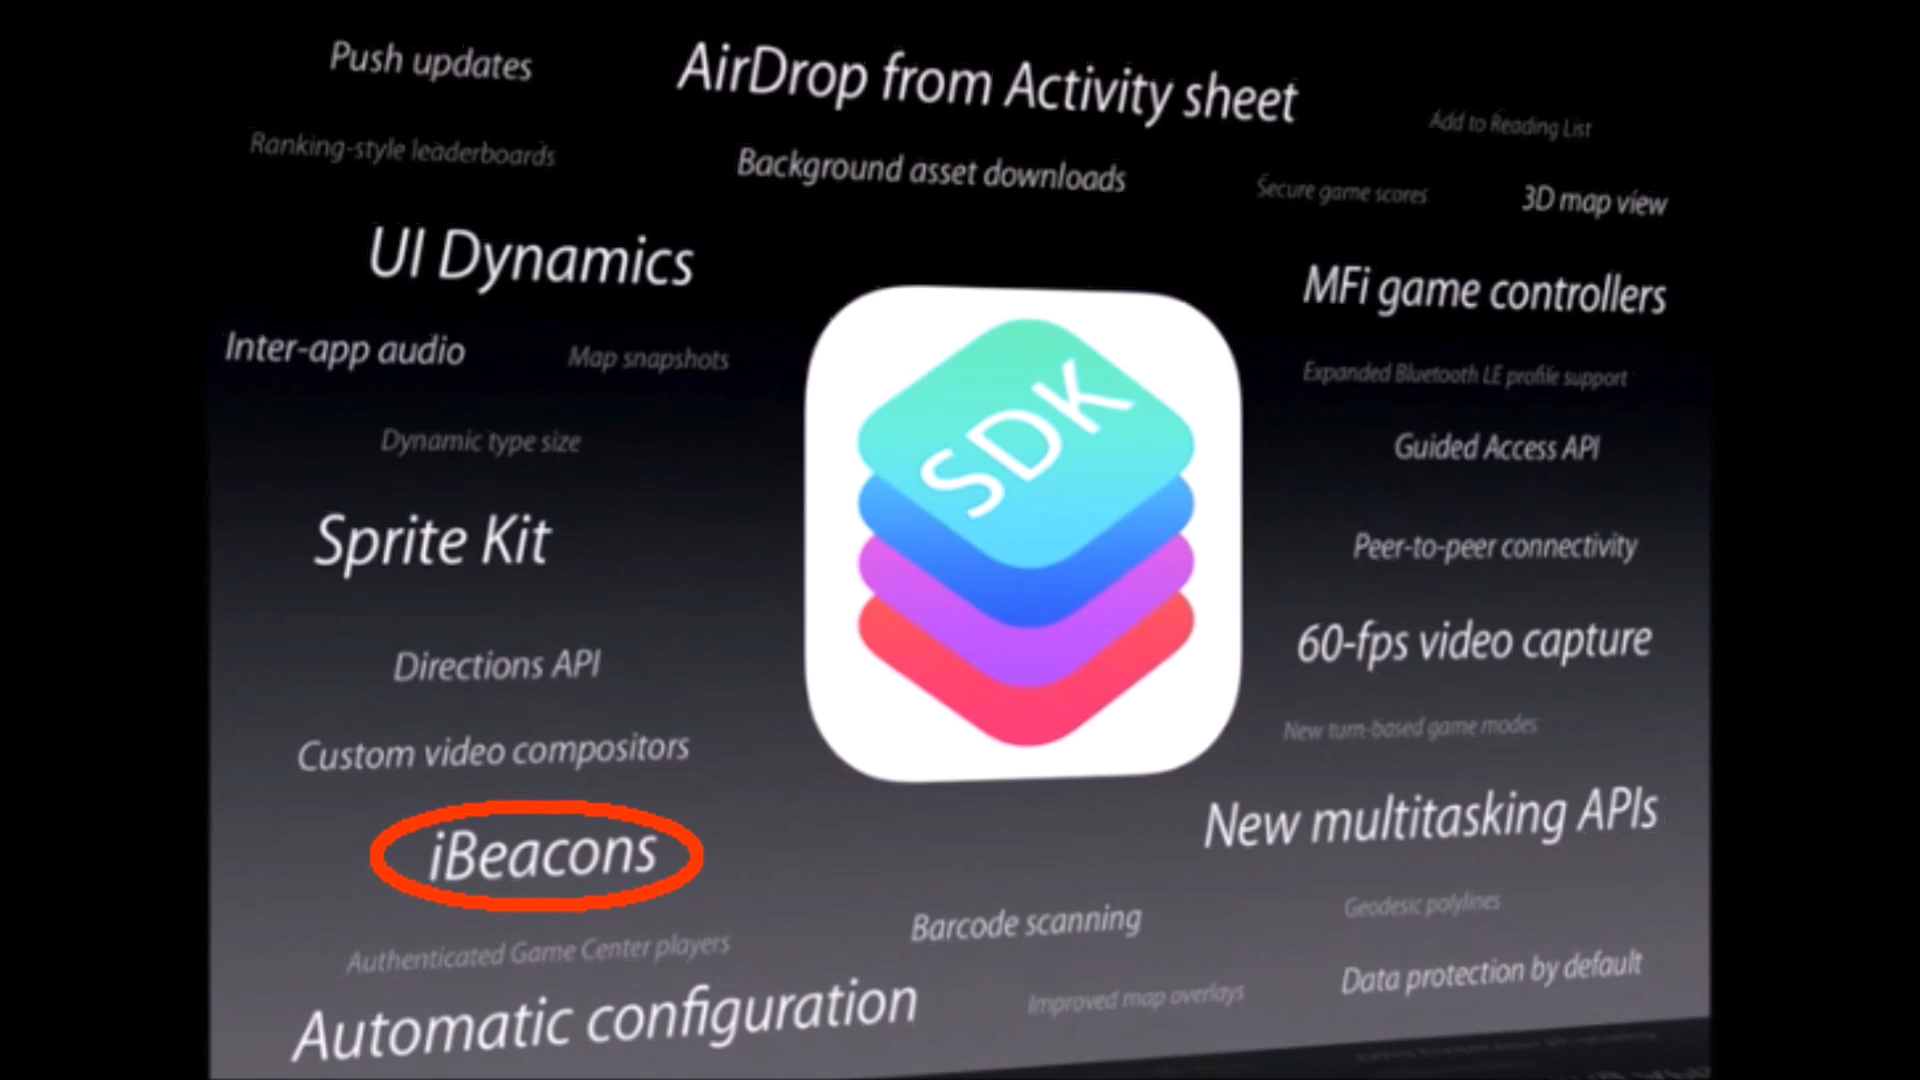 Push updates
AirDrop from Activity sheet
Add to Reading List
Ranking-style leaderboards
Background asset downloads
Secure game scores
3D map view
UI Dynamics
MFi game controllers
Inter-app audio
Map snapshots
Expanded Bluetooth LE profile support
SDK
Dynamic type size
Guided Access API
Sprite Kit
Peer-to-peer connectivity
Directions API
60-fps video capture
Custom video compositors
New turn-based game modes
iBeacons
New multitasking APIs
Barcode scanning
Geodesic polylines
Authenticated Game Center players
Data protection by default
Automatic configuration
Improved map overlays